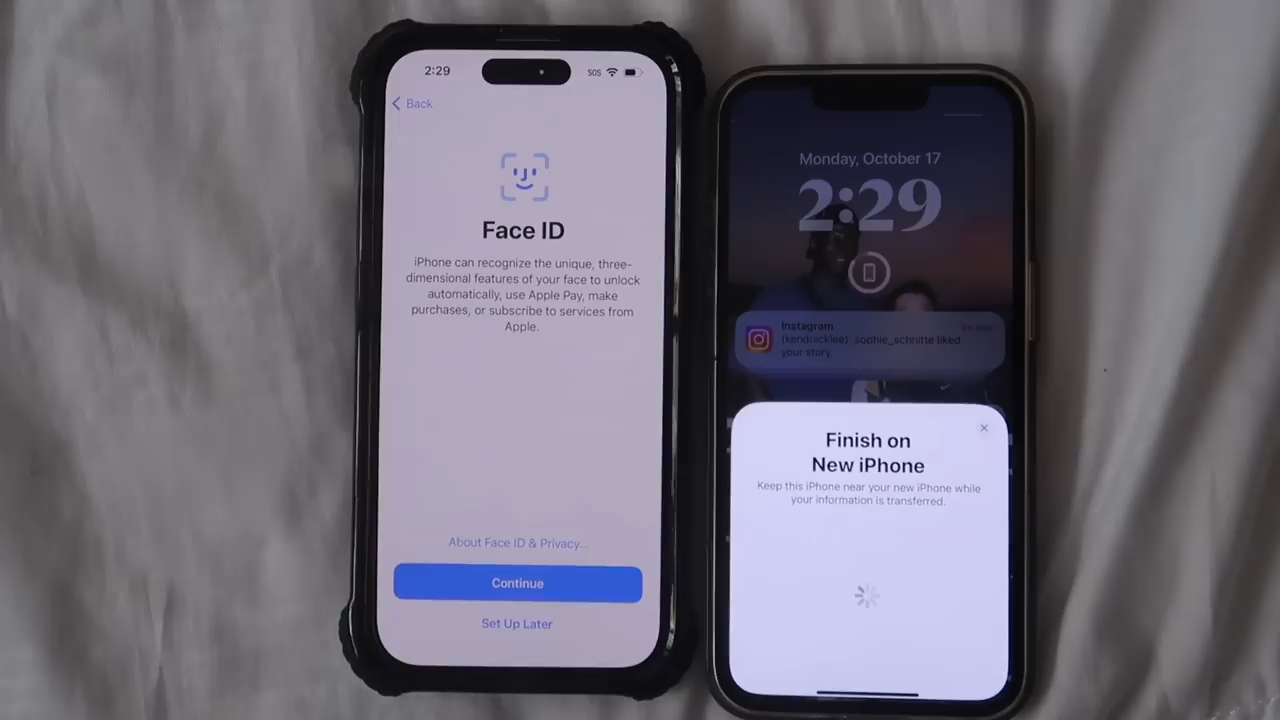 2:29
SOS
Back
Face ID
iPhone can recognize the unique, three-
dimensional features of your face to unlock
automatically, use Apple Pay, make
purchases, or subscribe to services from
Apple.
About Face ID & Privacy...
Continue
Set Up Later
Monday, October 17
2:29
Instagram
(kendriicklee): sophie_schnitte liked
your story.
Finish on
New iPhone
Keep this iPhone near your new iPhone while
your information is transferred.